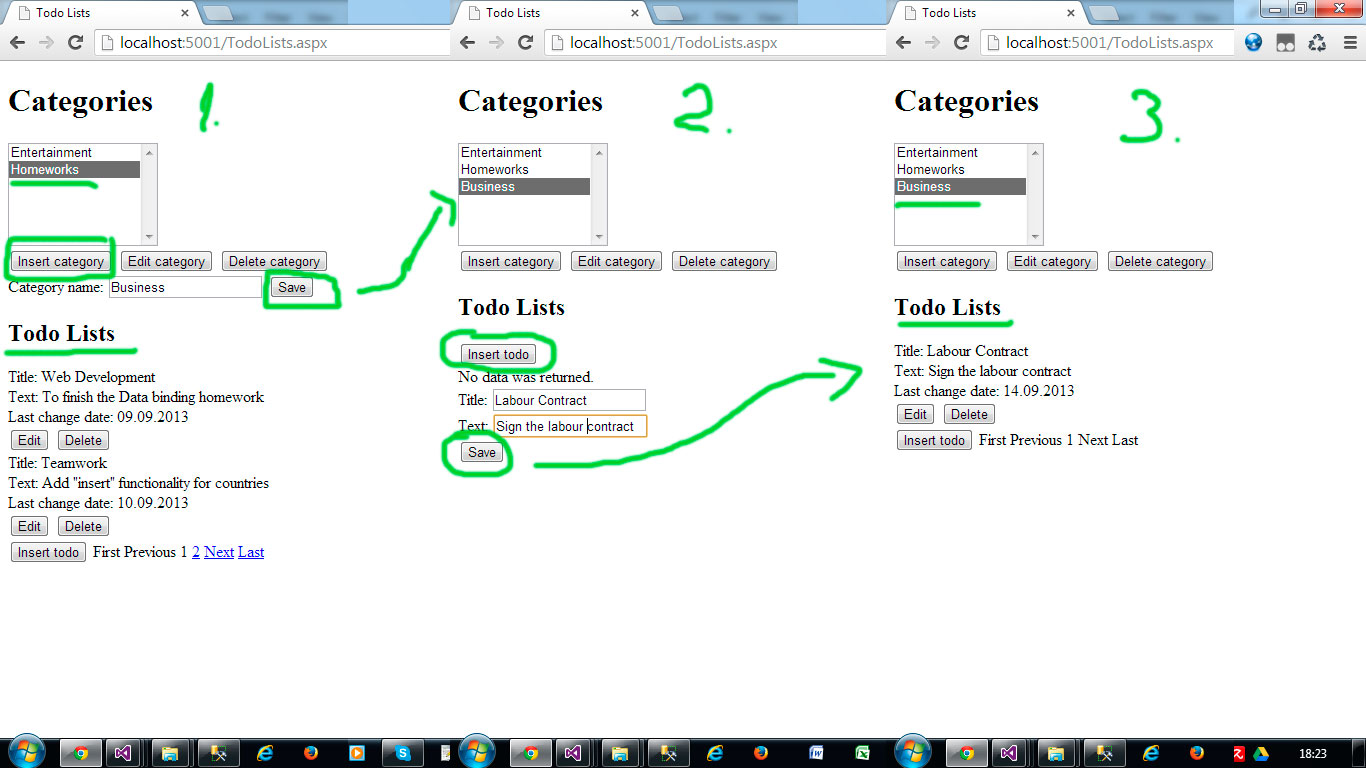 Todo Lists
localhost:5001/TodoLists.aspx
Categories
1.
Entertainment
Homeworks
Insert category Edit category Delete category
Category name: Business Save
Todo Lists
Title: Web Development
Text: To finish the Data binding homework
Last change date: 09.09.2013
Edit Delete
Title: Teamwork
Text: Add "insert" functionality for countries
Last change date: 10.09.2013
Edit Delete
Insert todo First Previous 1 2 Next Last
Todo Lists
localhost:5001/TodoLists.aspx
Categories
2.
Entertainment
Homeworks
Business
Insert category Edit category Delete category
Todo Lists
Insert todo
No data was returned.
Title: Labour Contract
Text: Sign the labour contract
Save
Todo Lists
localhost:5001/TodoLists.aspx
Categories
3.
Entertainment
Homeworks
Business
Insert category Edit category Delete category
Todo Lists
Title: Labour Contract
Text: Sign the labour contract
Last change date: 14.09.2013
Edit Delete
Insert todo First Previous 1 Next Last
18:23